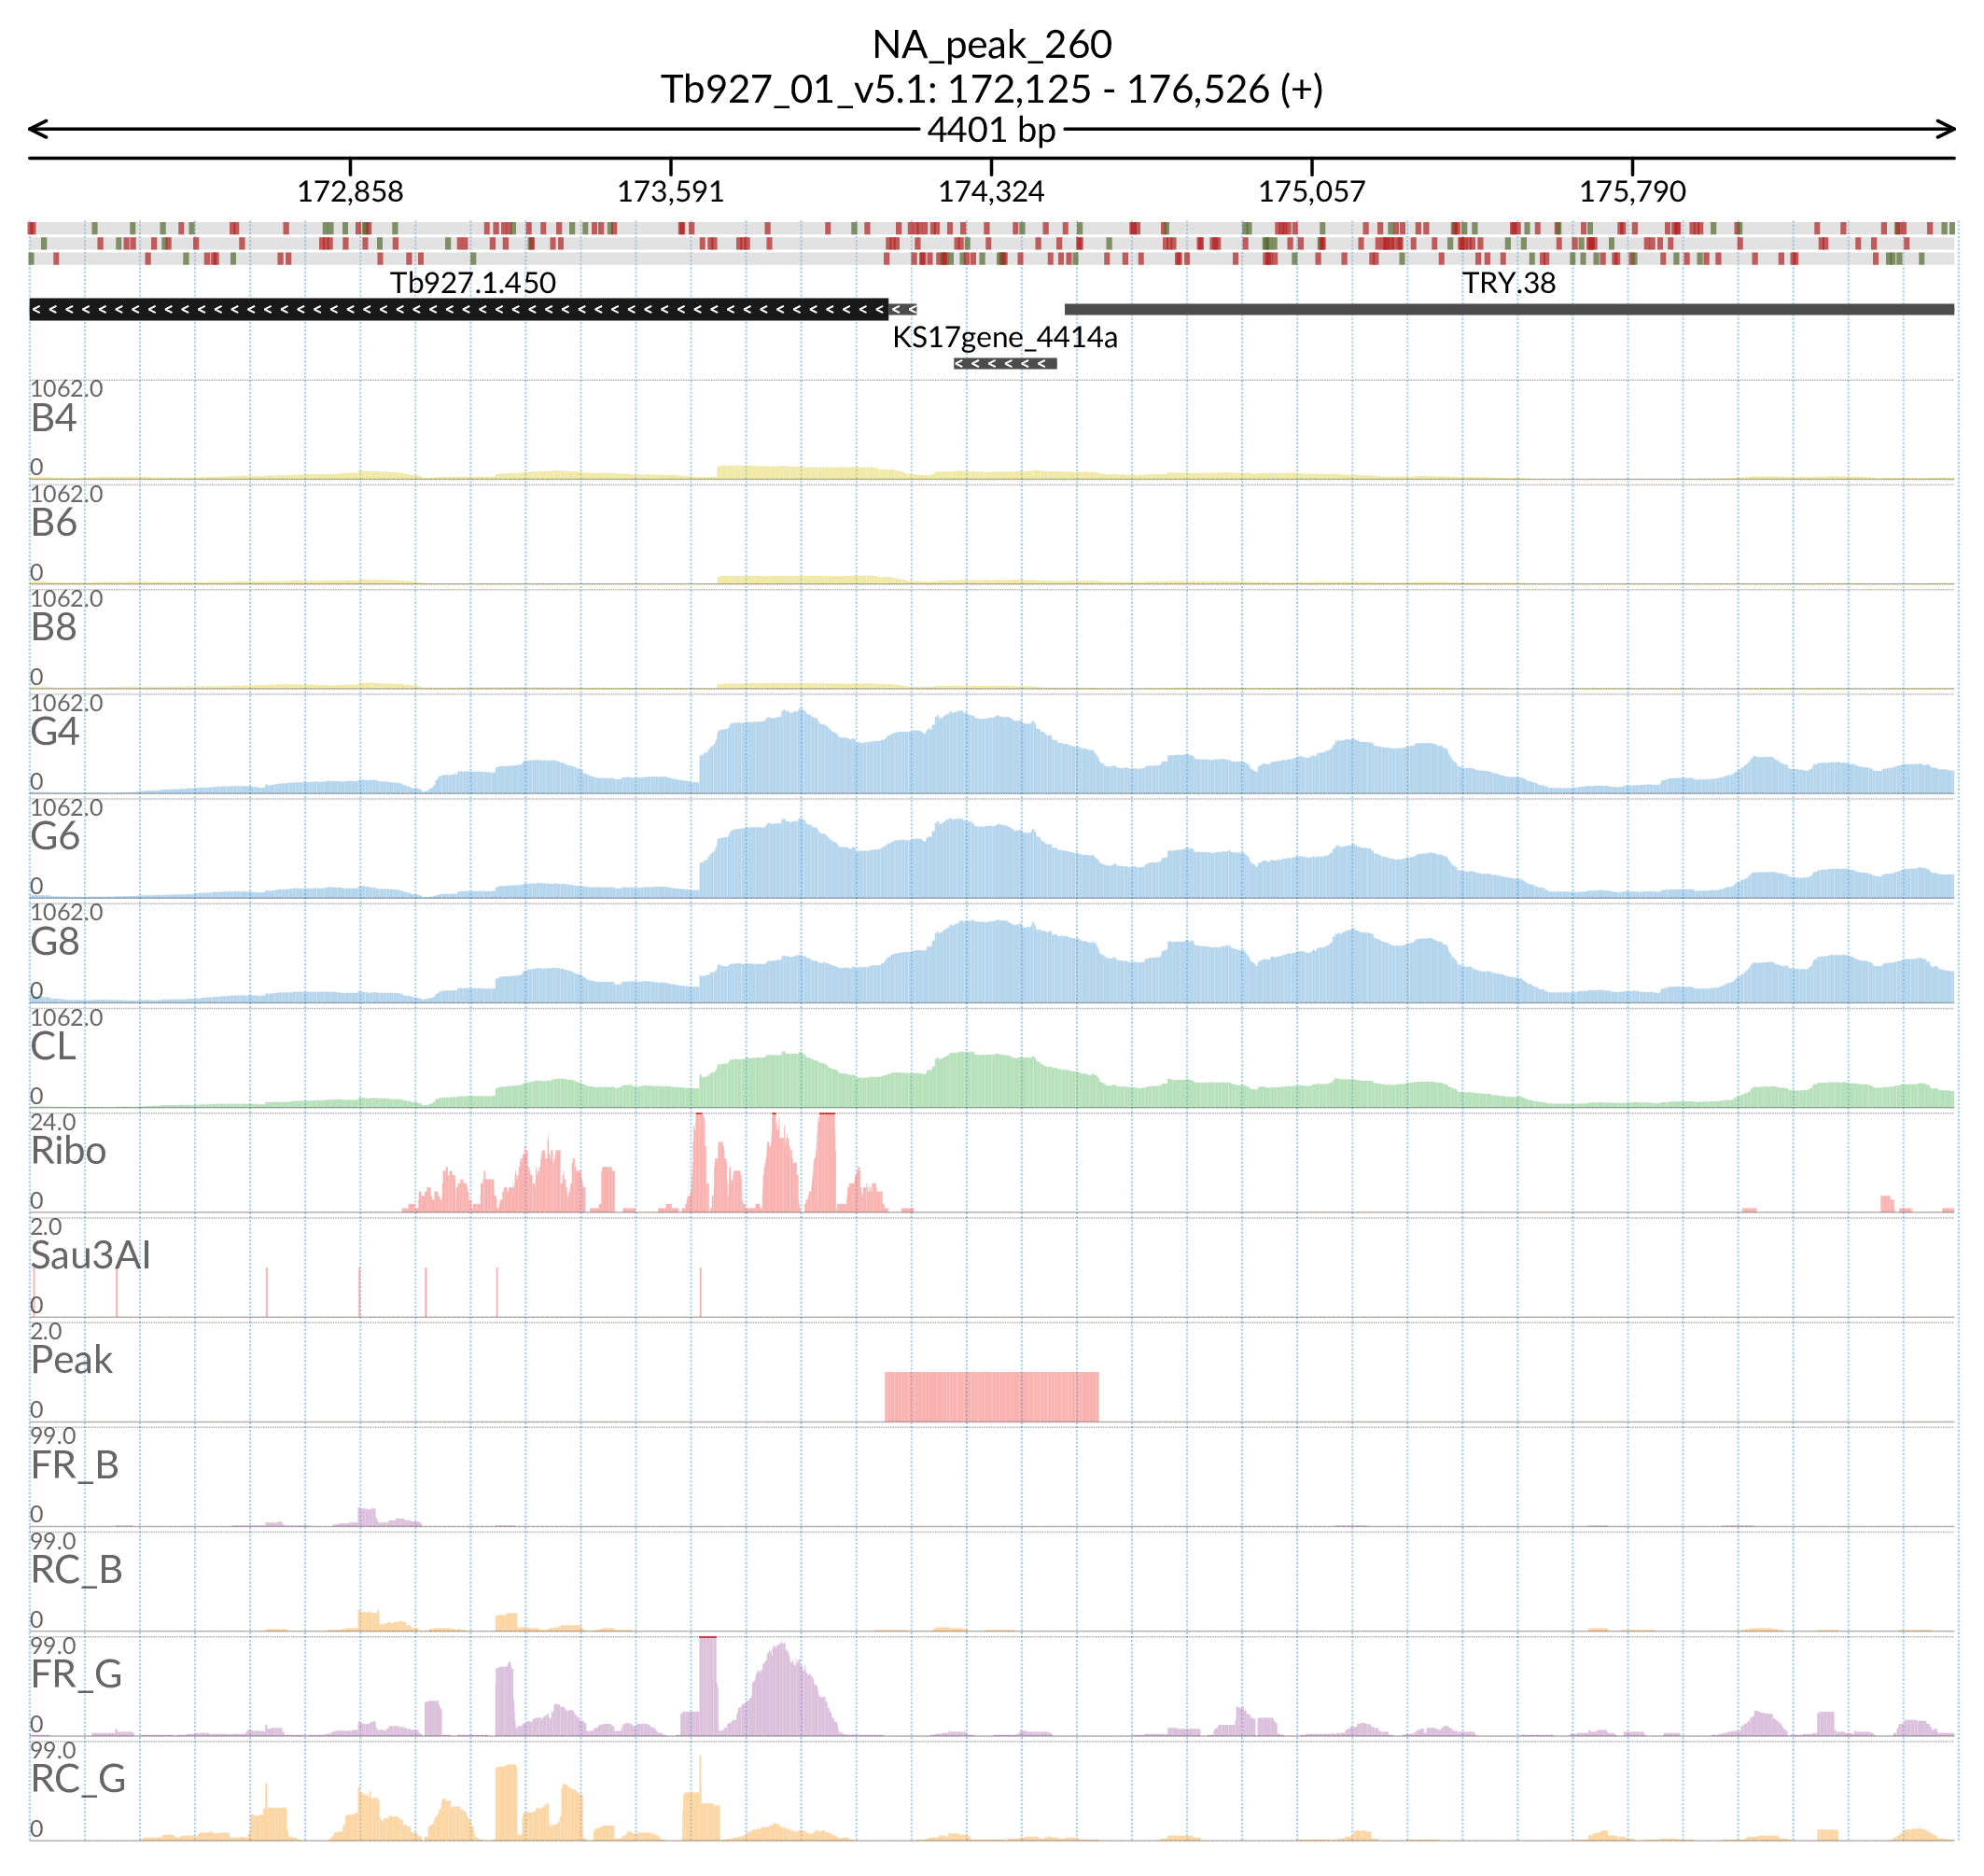 NA_peak_260
Tb927_01_v5.1: 172,125 - 176,526 (+)
4401 bp
172,858 173,591 174,324 175,057 175,790
Tb927.1.450 TRY.38
KS17gene_4414a
1062.0
B4
0
1062.0
B6
0
1062.0
B8
0
1062.0
G4
0
1062.0
G6
0
1062.0
G8
0
1062.0
CL
0
24.0
Ribo
0
2.0
Sau3AI
0
2.0
Peak
0
99.0
FR_B
0
99.0
RC_B
0
99.0
FR_G
0
99.0
RC_G
0